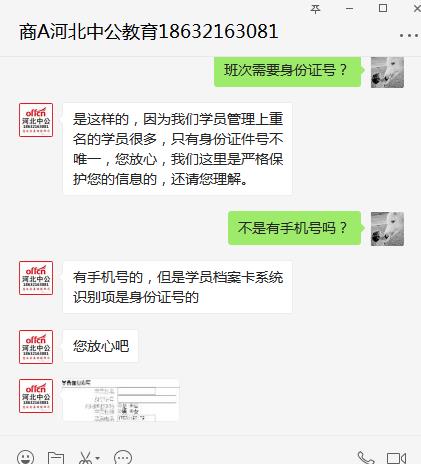 商A河北中公教育18632163081
班次需要身份证号？
offcn
河北中公
18632163081
是这样的，因为我们学员管理上重
名的学员很多，只有身份证件号不
唯一，您放心，我们这里是严格保
护您的信息的，还请您理解。
不是有手机号吗？
offcn
河北中公
18632163081
有手机号的，但是学员档案卡系统
识别项是身份证号的
offcn
河北中公
18632163081
您放心吧
offcn
河北中公
18632163081